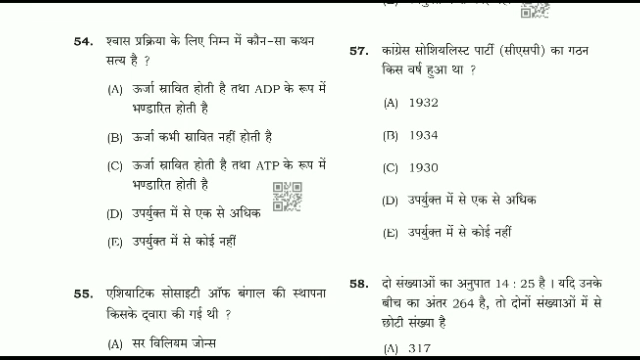 54. श्वास प्रक्रिया के लिए निम्न में कौन-सा कथन
सत्य है ?
(A) ऊर्जा स्रावित होती है तथा ADP के रूप में
भण्डारित होती है
(B) ऊर्जा कभी स्रावित नहीं होती है
(C) ऊर्जा स्रावित होती है तथा ATP के रूप में
भण्डारित होती है
(D) उपर्युक्त में से एक से अधिक
(E) उपर्युक्त में से कोई नहीं
55. एशियाटिक सोसाइटी ऑफ बंगाल की स्थापना
किसके द्वारा की गई थी ?
(A) सर विलियम जोन्स
57. कांग्रेस सोशियलिस्ट पार्टी (सीएसपी) का गठन
किस वर्ष हुआ था ?
(A) 1932
(B) 1934
(C) 1930
(D) उपर्युक्त में से एक से अधिक
(E) उपर्युक्त में से कोई नहीं
58. दो संख्याओं का अनुपात 14 : 25 है । यदि उनके
बीच का अंतर 264 है, तो दोनों संख्याओं में से
छोटी संख्या है
(A) 317